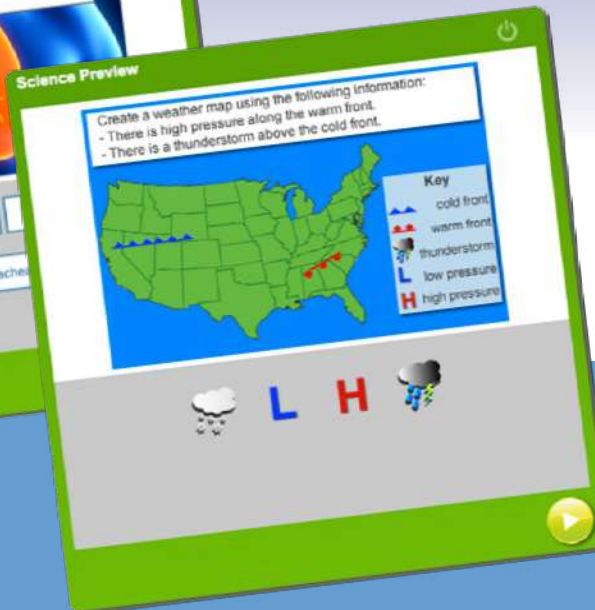 Science Preview
Create a weather map using the following information:
- There is high pressure along the warm front.
- There is a thunderstorm above the cold front.
Key
cold front
warm front
thunderstorm
L low pressure
H high pressure
L H